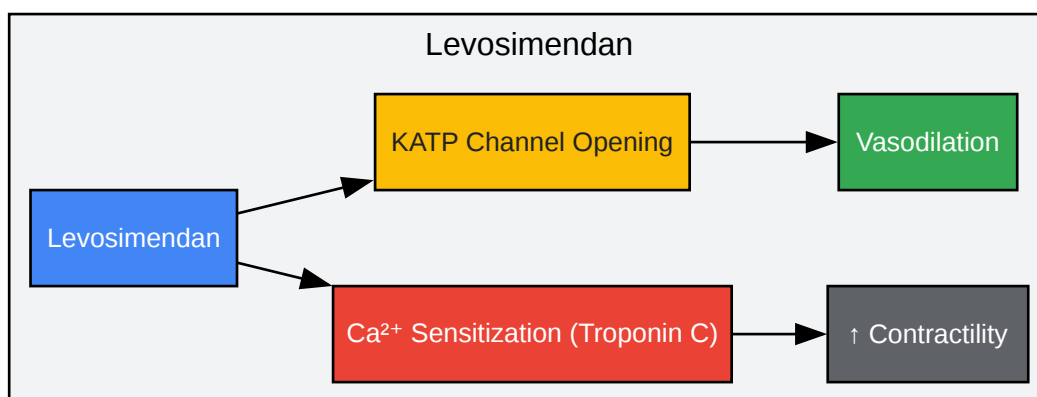 Levosimendan
KATP Channel Opening
Vasodilation
Levosimendan
Ca²⁺ Sensitization (Troponin C)
↑ Contractility